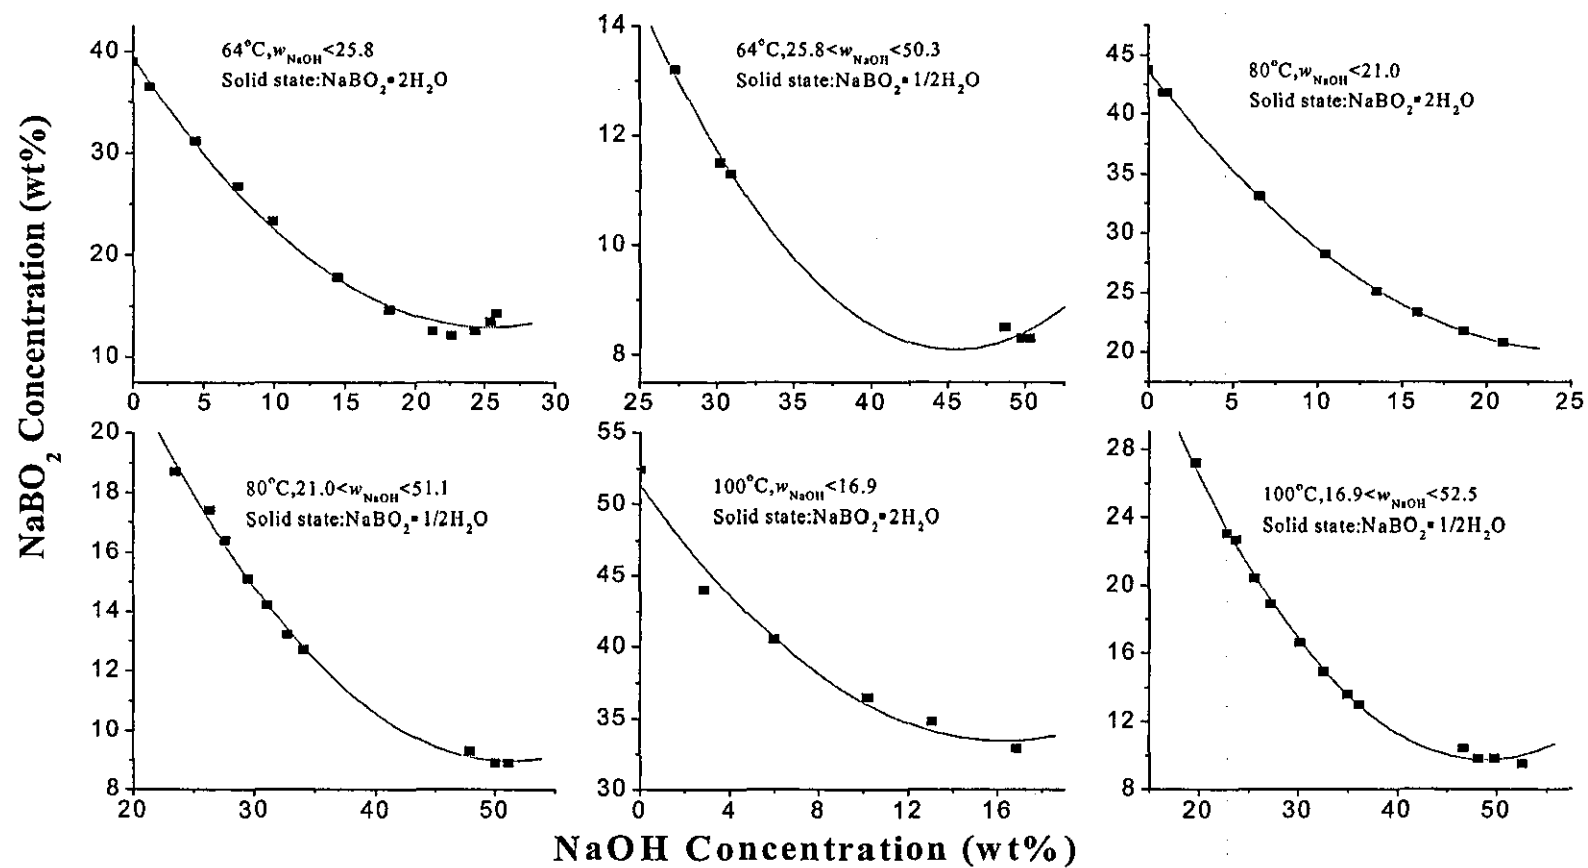 NaBO2 Concentration (wt%)
64°C,wNaOH<25.8
Solid state:NaBO2▪2H2O
40
30
20
10
0 5 10 15 20 25 30
64°C,25.8<wNaOH<50.3
Solid state:NaBO2▪1/2H2O
14
12
10
8
25 30 35 40 45 50
80°C,wNaOH<21.0
Solid state:NaBO2▪2H2O
45
40
35
30
25
20
0 5 10 15 20 25
80°C,21.0<wNaOH<51.1
Solid state:NaBO2▪1/2H2O
20
18
16
14
12
10
8
20 30 40 50
100°C,wNaOH<16.9
Solid state:NaBO2▪2H2O
55
50
45
40
35
30
0 4 8 12 16
100°C,16.9<wNaOH<52.5
Solid state:NaBO2▪1/2H2O
28
24
20
16
12
8
20 30 40 50
NaOH Concentration (wt%)